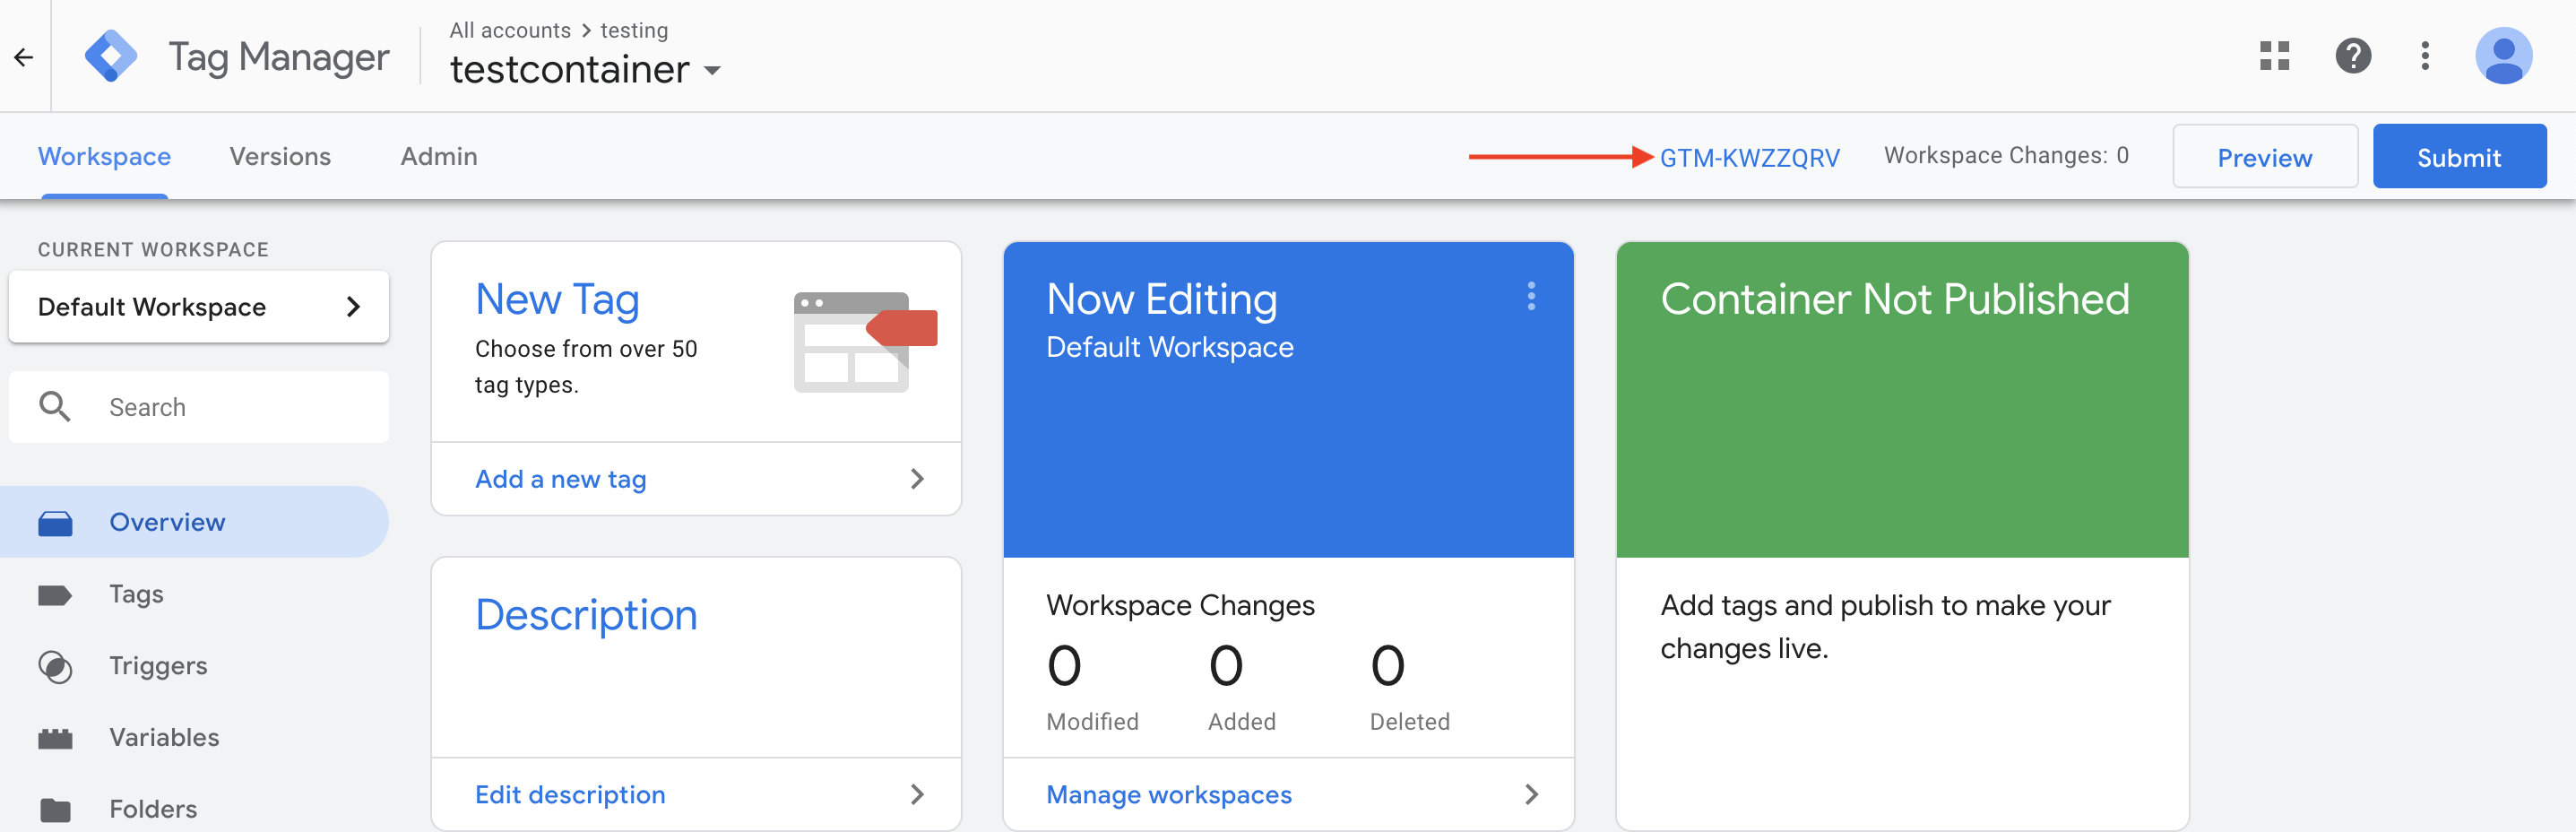 Tag Manager
All accounts > testing
testcontainer
Workspace
Versions
Admin
GTM-KWZZQRV
Workspace Changes: 0
Preview
Submit
CURRENT WORKSPACE
Default Workspace
Search
Overview
Tags
Triggers
Variables
Folders
New Tag
Choose from over 50
tag types.
Add a new tag
Description
Edit description
Now Editing
Default Workspace
Workspace Changes
0 0 0
Modified Added Deleted
Manage workspaces
Container Not Published
Add tags and publish to make your
changes live.